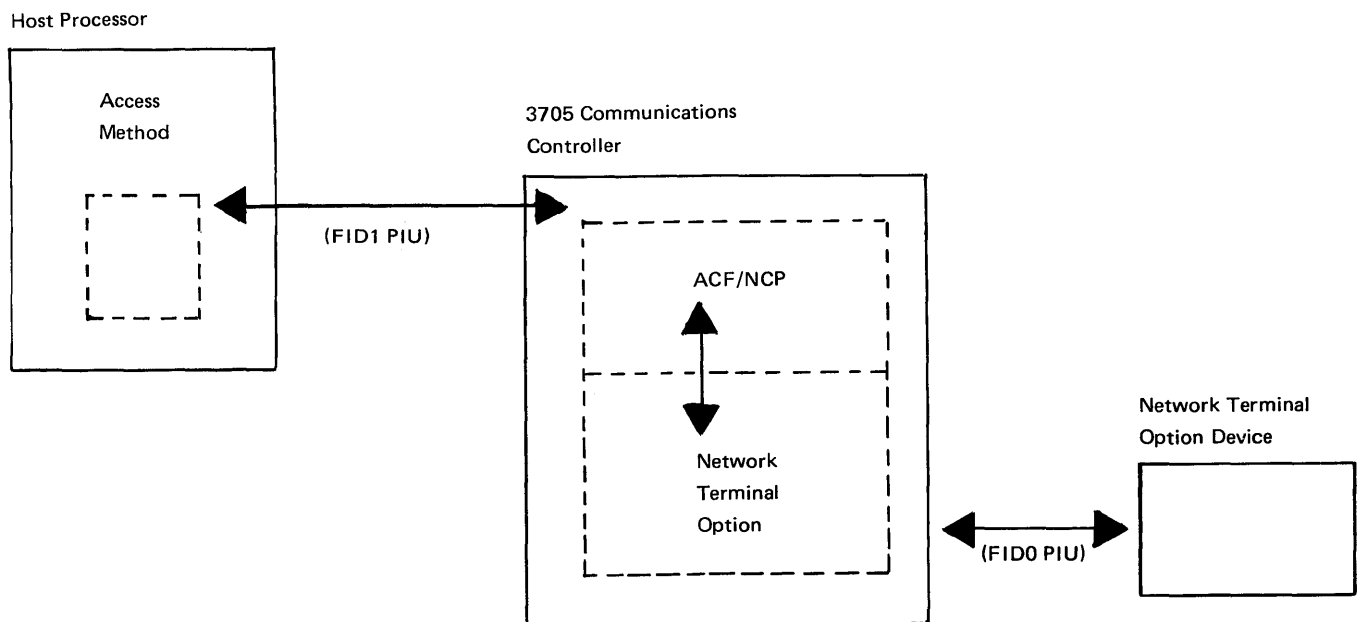 Host Processor
Access
Method
(FID1 PIU)
3705 Communications
Controller
ACF/NCP
Network
Terminal
Option
(FID0 PIU)
Network Terminal
Option Device